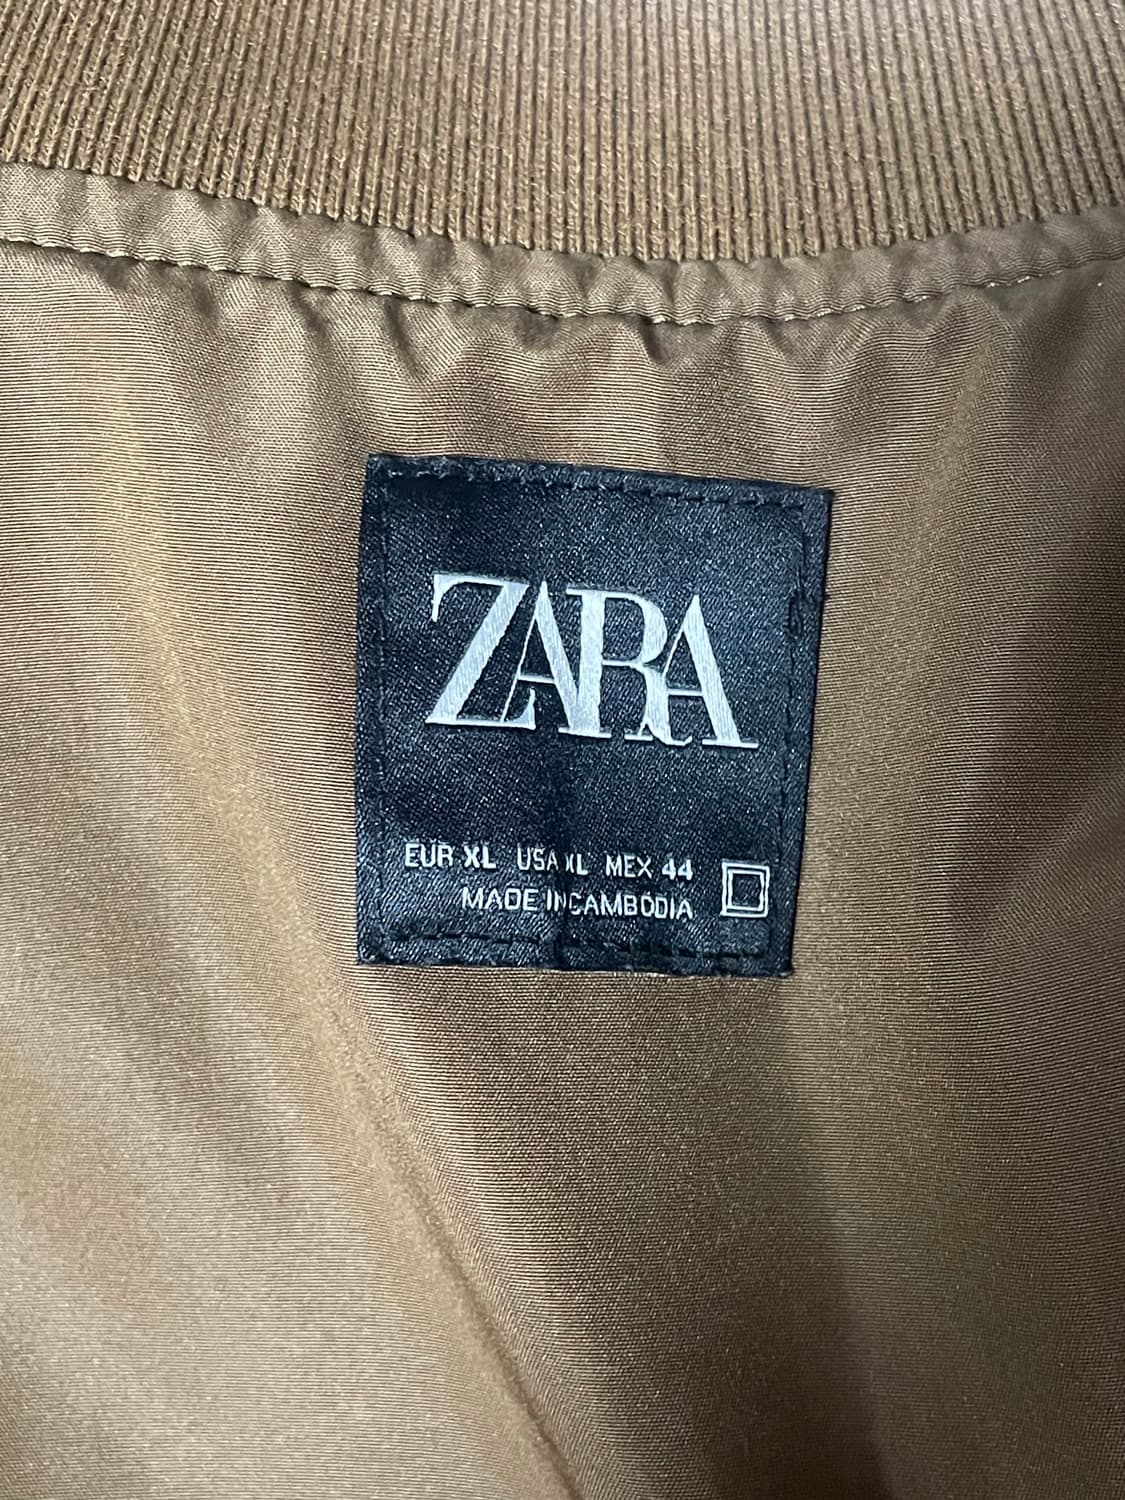 ZARA
EUR XL USA XL MEX 44
MADE IN CAMBODIA